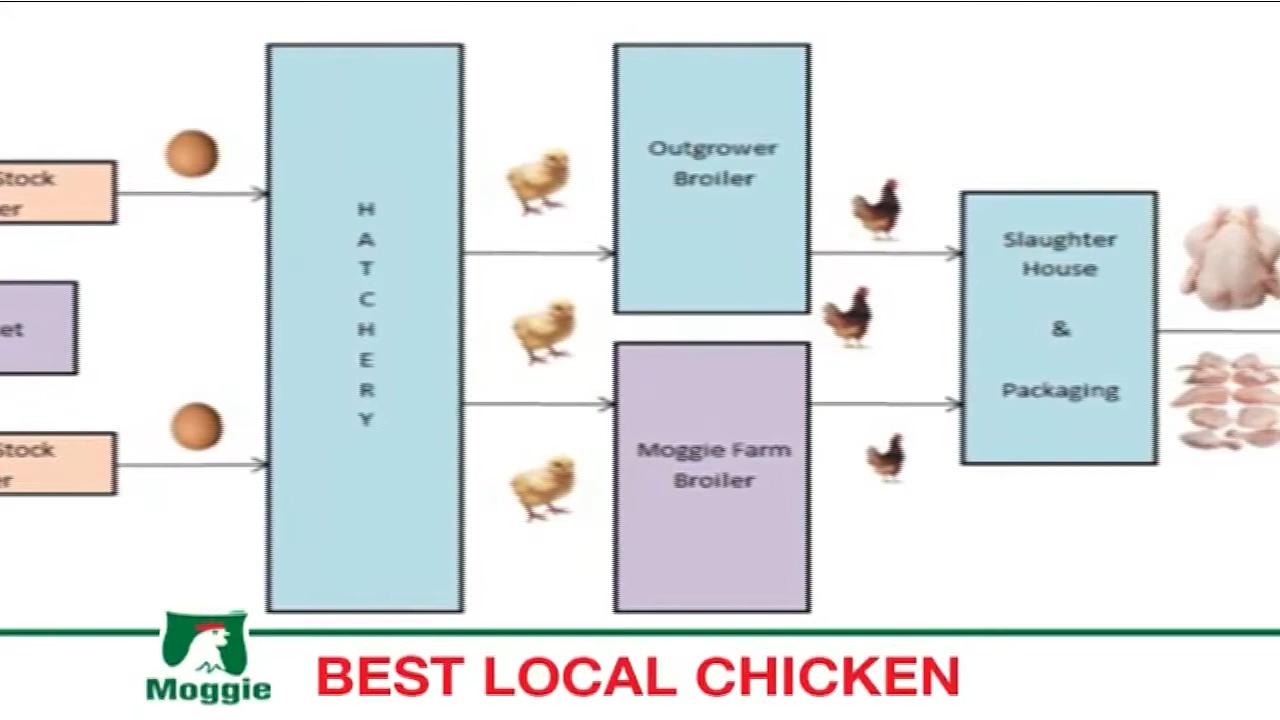 Stock
er
et
Stock
er
H
A
T
C
H
E
R
Y
Outgrower
Broiler
Moggie Farm
Broiler
Slaughter
House
&
Packaging
Moggie
BEST LOCAL CHICKEN